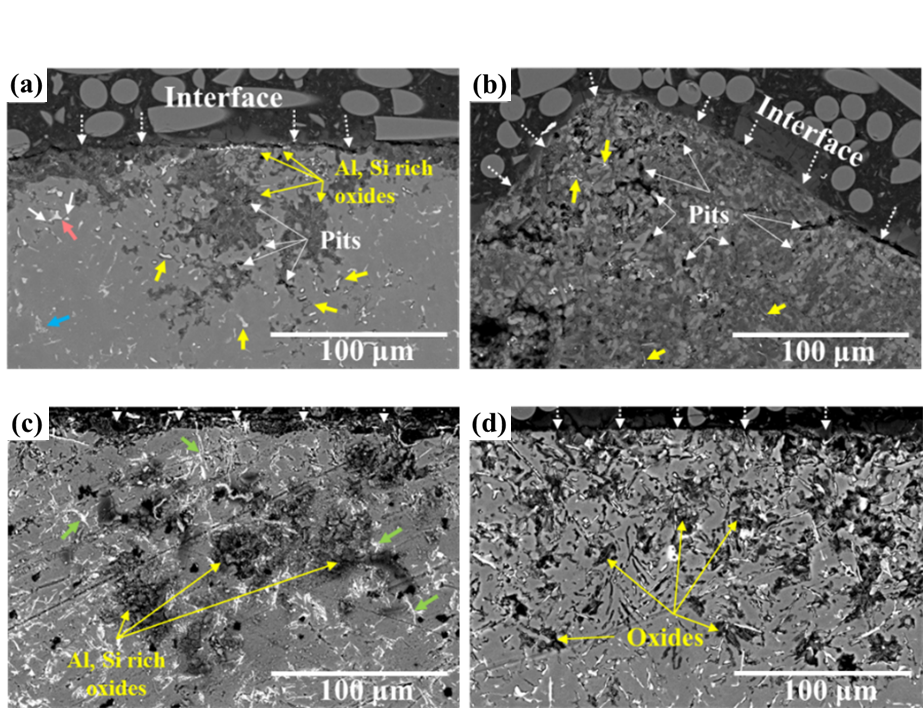 (a)
Interface
Al, Si rich
oxides
Pits
100 µm
(b)
Interface
Pits
100 µm
(c)
Al, Si rich
oxides
100 µm
(d)
Oxides
100 µm